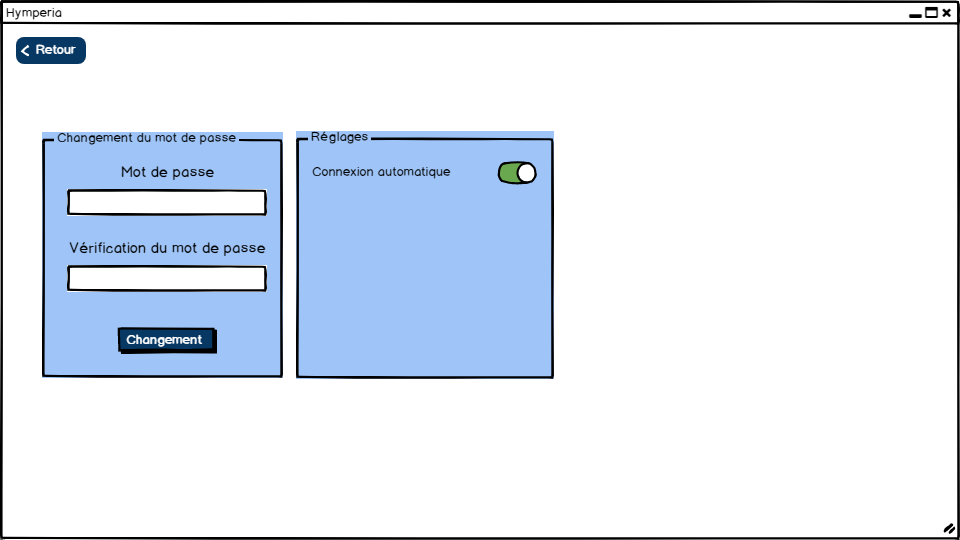 Hymperia
Retour
Changement du mot de passe
Mot de passe
Vérification du mot de passe
Changement
Réglages
Connexion automatique